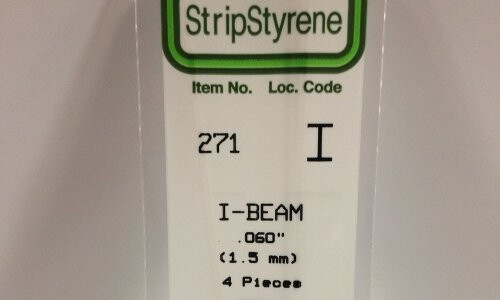 StripStyrene
Item No. Loc. Code
271 I
I-BEAM
.060"
(1.5 mm)
4 Pieces